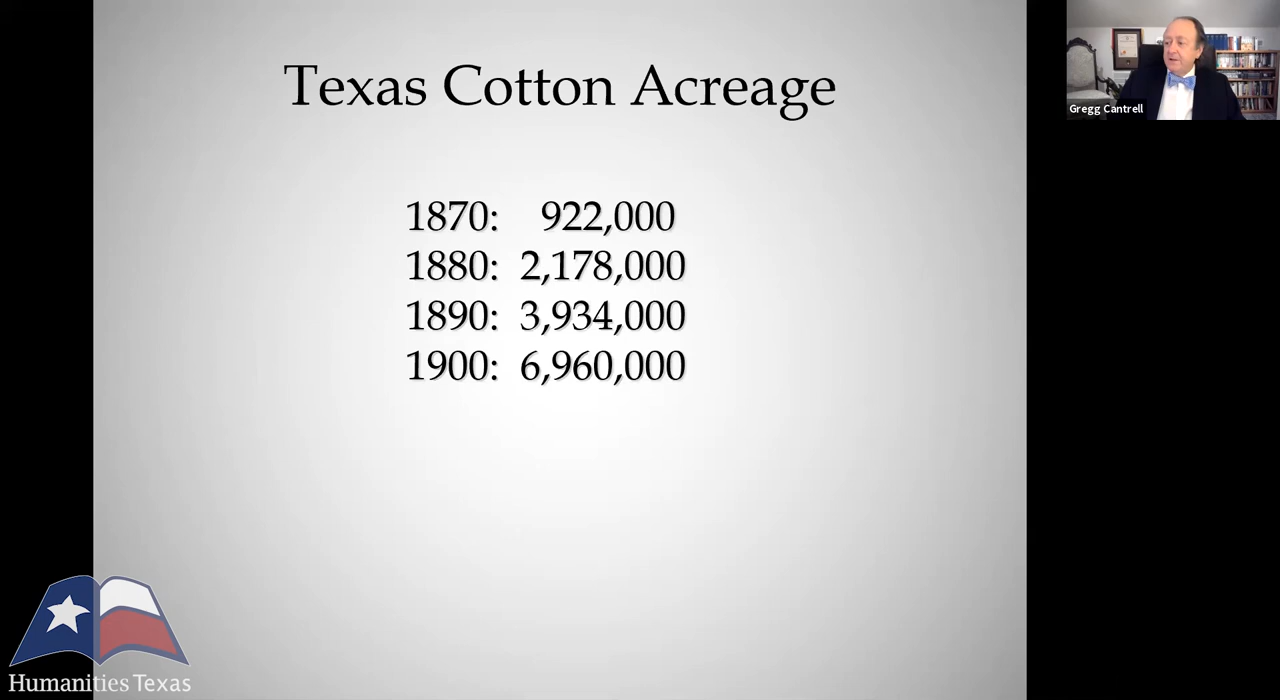 Texas Cotton Acreage
1870: 922,000
1880: 2,178,000
1890: 3,934,000
1900: 6,960,000
Gregg Cantrell
Humanities Texas